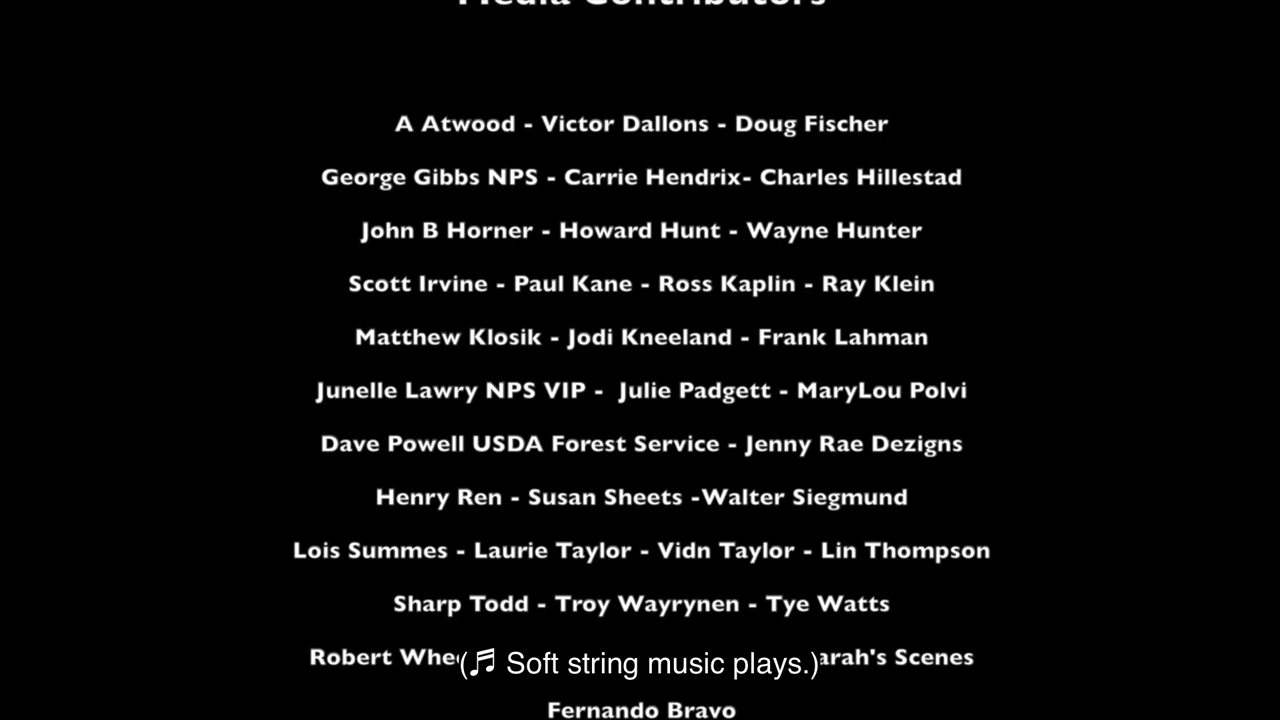 Media Contributors
A Atwood - Victor Dallons - Doug Fischer
George Gibbs NPS - Carrie Hendrix- Charles Hillestad
John B Horner - Howard Hunt - Wayne Hunter
Scott Irvine - Paul Kane - Ross Kaplin - Ray Klein
Matthew Klosik - Jodi Kneeland - Frank Lahman
Junelle Lawry NPS VIP -  Julie Padgett - MaryLou Polvi
Dave Powell USDA Forest Service - Jenny Rae Dezigns
Henry Ren - Susan Sheets -Walter Siegmund
Lois Summes - Laurie Taylor - Vidn Taylor - Lin Thompson
Sharp Todd - Troy Wayrynen - Tye Watts
Robert Scenes
(♫ Soft string music plays.)
Fernando Bravo